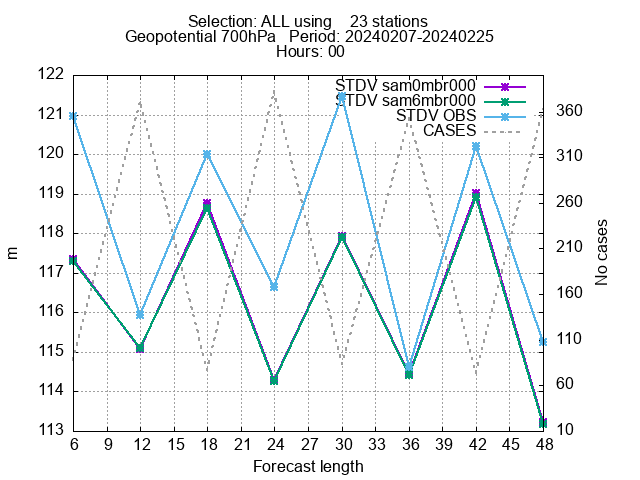 Selection: ALL using    23 stations
Geopotential 700hPa   Period: 20240207-20240225
Hours: 00
STDV sam0mbr000
STDV sam6mbr000
STDV OBS
CASES
122
121
120
119
118
117
116
115
114
113
360
310
260
210
160
110
60
10
m
No cases
6 12 15 18 21 24 27 30 33 36 39 42 45 48
Forecast length